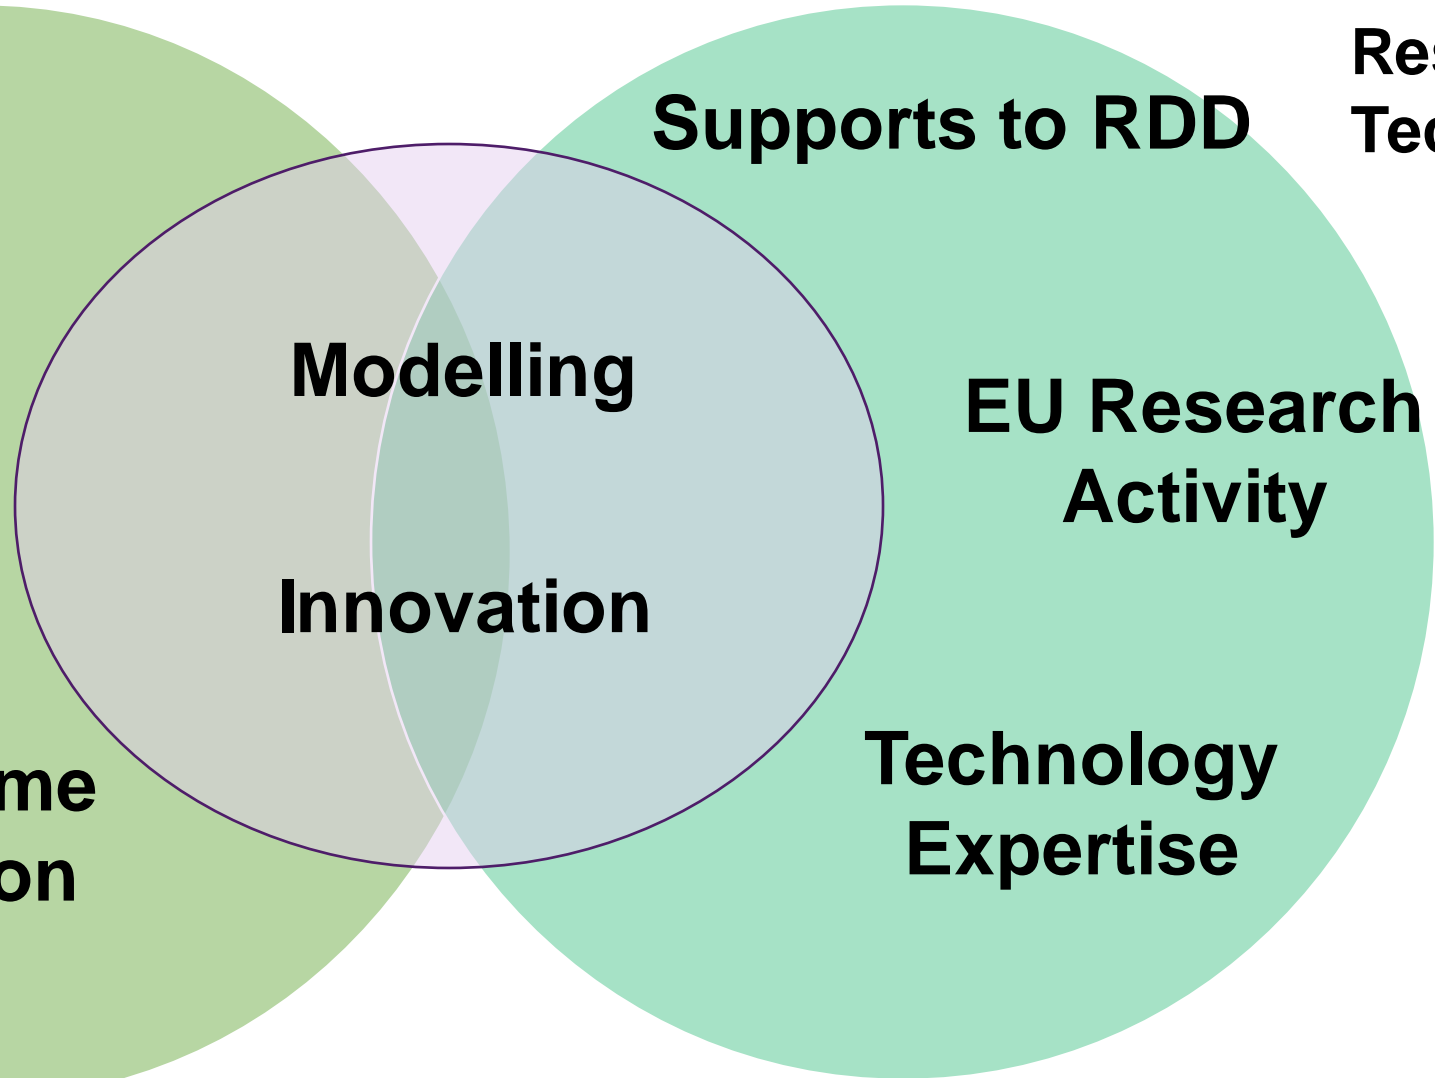 Supports to RDD
Modelling
EU Research
Activity
Innovation
Technology
Expertise